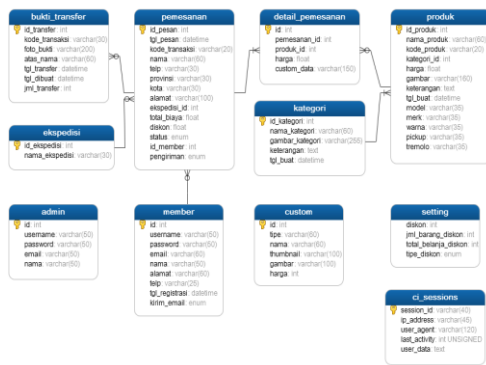 bukti_transfer
id_transfer: int
kode_transaksi: varchar(30)
foto_bukti: varchar(200)
atas_nama: varchar(60)
tgl_transfer: datetime
tgl_dibuat: datetime
jml_transfer: int
ekspedisi
id_ekspedisi: int
nama_ekspedisi: varchar(30)
pemesanan
id_pesan: int
tgl_pesan: datetime
kode_transaksi: varchar(20)
nama: varchar(60)
telp: varchar(30)
provinsi: varchar(30)
kota: varchar(30)
alamat: varchar(100)
ekspedisi_id: int
total_biaya: float
diskon: float
status: enum
id_member: int
pengiriman: enum
detail_pemesanan
id: int
pemesanan_id: int
produk_id: int
harga: float
custom_data: varchar(150)
kategori
id_kategori: int
nama_kategori: varchar(60)
gambar_kategori: varchar(255)
keterangan: text
tgl_buat: datetime
produk
id_produk: int
nama_produk: varchar(60)
kode_produk: varchar(20)
kategori_id: int
harga: float
gambar: varchar(160)
keterangan: text
tgl_buat: datetime
model: varchar(35)
merk: varchar(35)
warna: varchar(35)
pickup: varchar(35)
tremolo: varchar(35)
admin
id: int
username: varchar(50)
password: varchar(50)
email: varchar(50)
nama: varchar(50)
member
id: int
username: varchar(50)
password: varchar(50)
email: varchar(60)
nama: varchar(50)
alamat: varchar(60)
telp: varchar(25)
tgl_registrasi: datetime
kirim_email: enum
custom
id: int
tipe: varchar(60)
nama: varchar(60)
thumbnail: varchar(100)
gambar: varchar(100)
harga: int
setting
diskon: int
jml_barang_diskon: int
total_belanja_diskon: int
tipe_diskon: enum
ci_sessions
session_id: varchar(40)
ip_address: varchar(45)
user_agent: varchar(120)
last_activity: int UNSIGNED
user_data: text